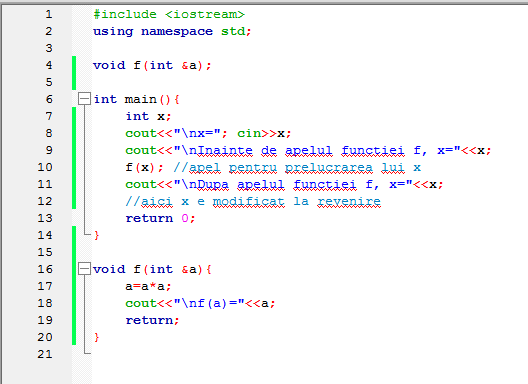 1 #include <iostream>
2 using namespace std;
3
4 void f(int &a);
5
6 int main(){
7 int x;
8 cout<<"\nx="; cin>>x;
9 cout<<"\nInainte de apelul functiei f, x="<<x;
10 f(x); //apel pentru prelucrarea lui x
11 cout<<"\nDupa apelul functiei f, x="<<x;
12 //aici x e modificat la revenire
13 return 0;
14 }
15
16 void f(int &a){
17 a=a*a;
18 cout<<"\nf(a)="<<a;
19 return;
20 }
21